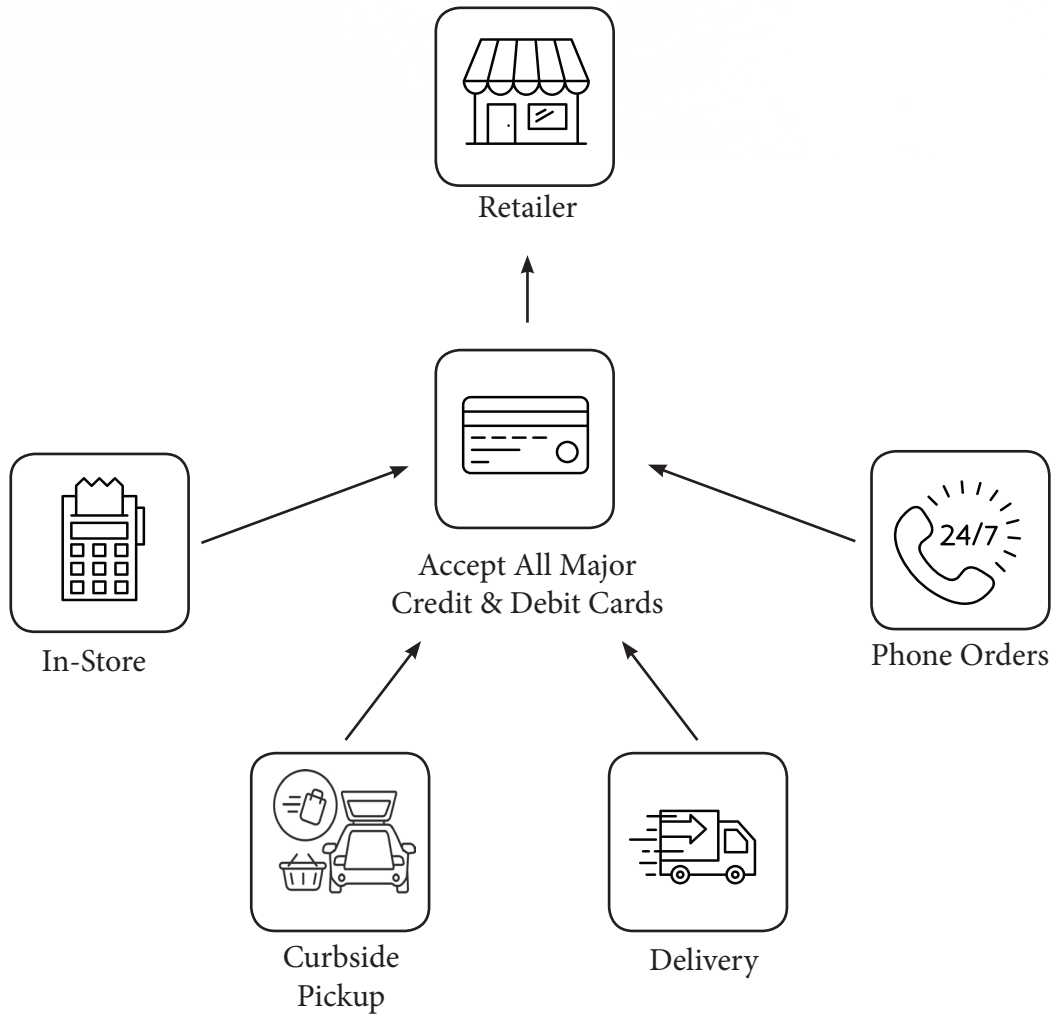 Retailer
Accept All Major
Credit & Debit Cards
24/7
In-Store
Phone Orders
Curbside
Pickup
Delivery